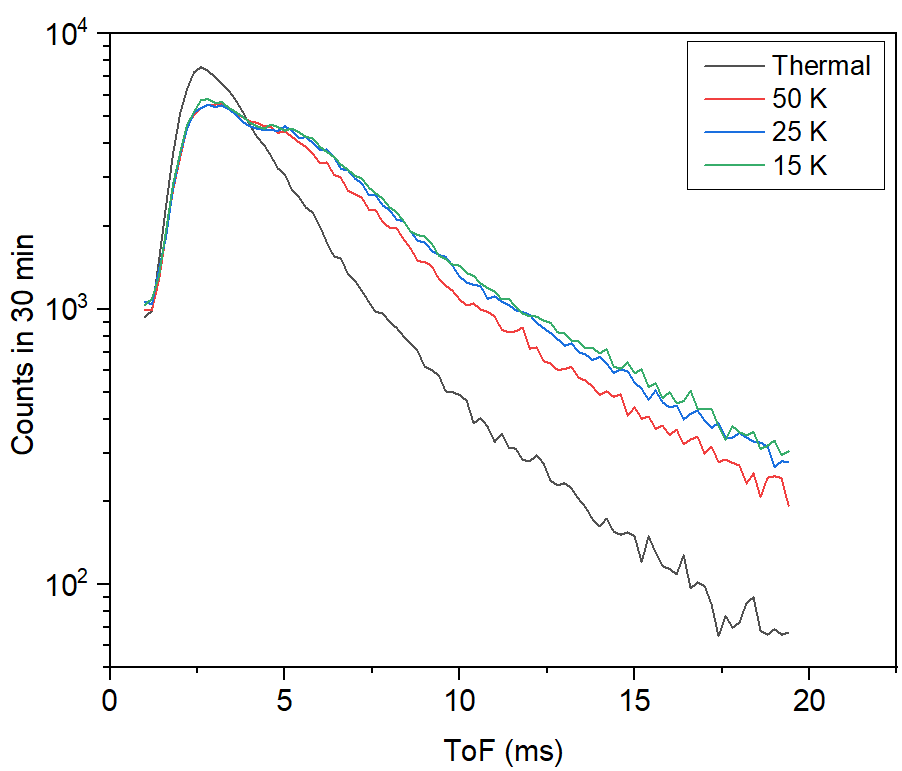 10^4
10^3
10^2
Counts in 30 min
Thermal
50 K
25 K
15 K
0 5 10 15 20
ToF (ms)